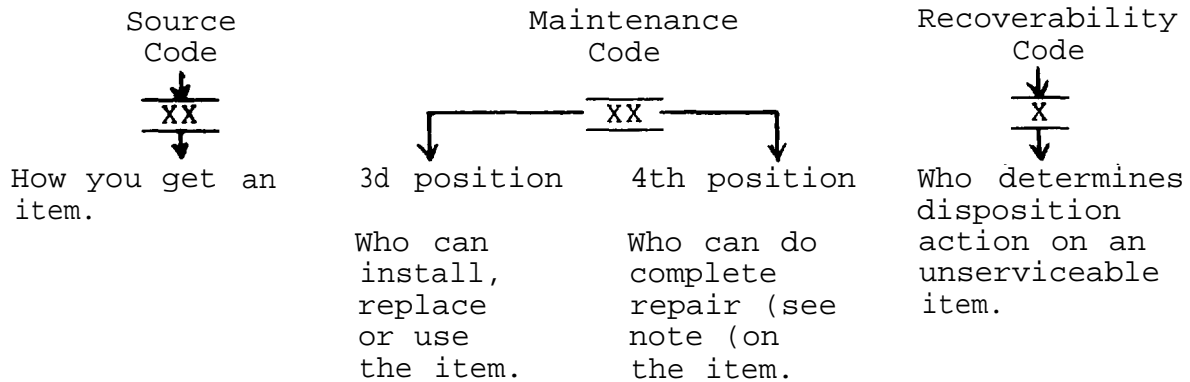 Source
Code
XX
How you get an
item.
Maintenance
Code
XX
3d position
Who can
install,
replace
or use
the item.
4th position
Who can do
complete
repair (see
note (on
the item.
Recoverability
Code
X
Who determines
disposition
action on an
unserviceable
item.